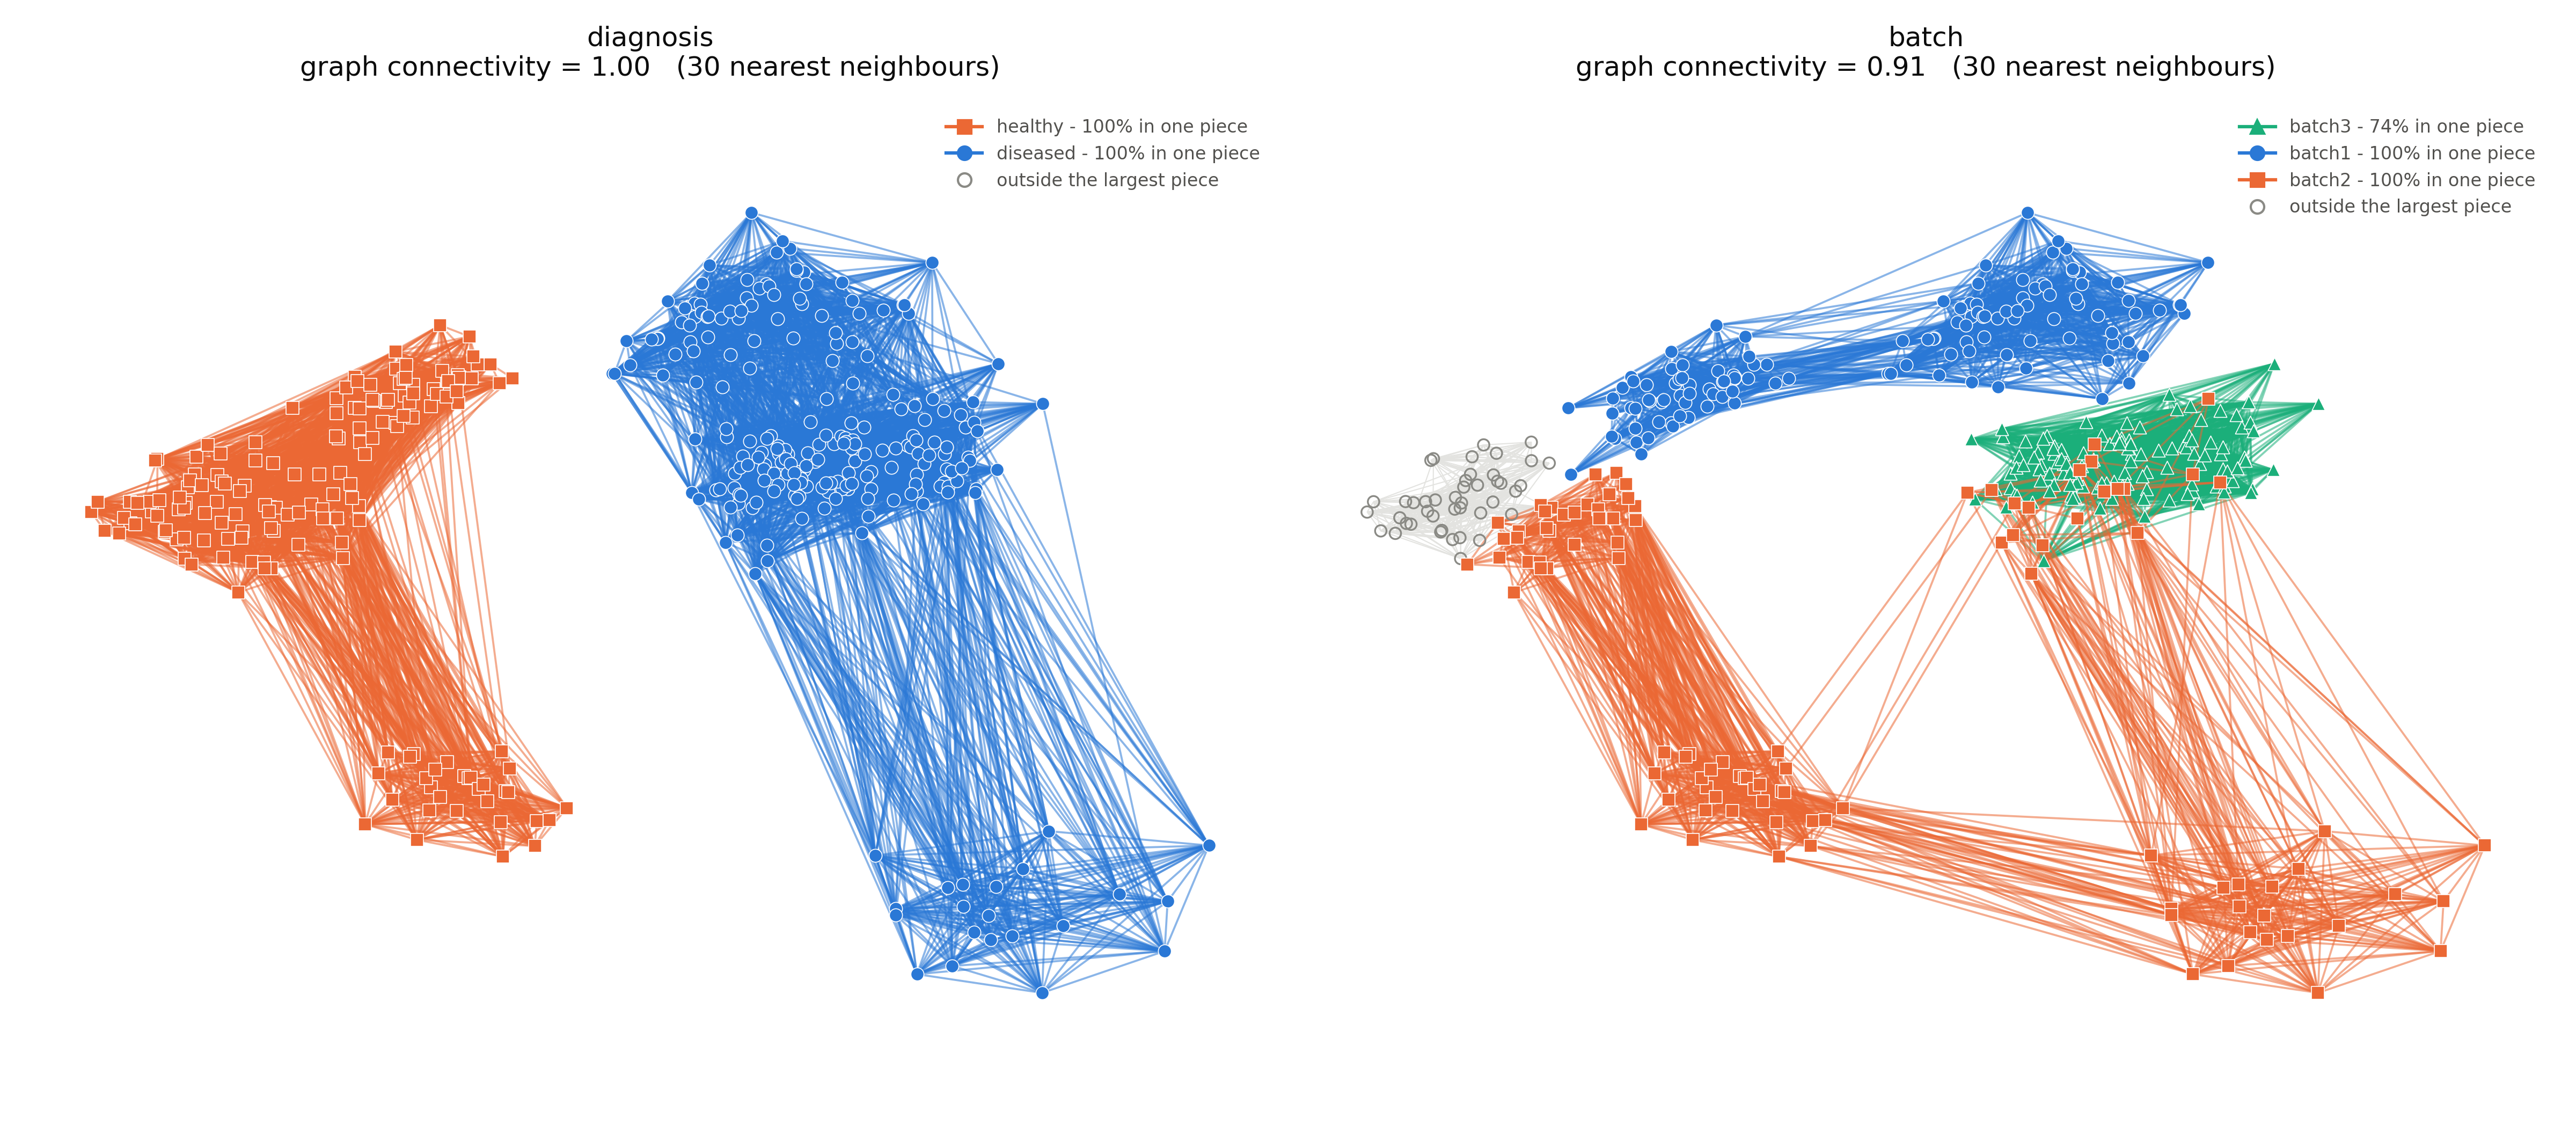 diagnosis
graph connectivity = 1.00   (30 nearest neighbours)
healthy - 100% in one piece
diseased - 100% in one piece
outside the largest piece
batch
graph connectivity = 0.91   (30 nearest neighbours)
batch3 - 74% in one piece
batch1 - 100% in one piece
batch2 - 100% in one piece
outside the largest piece